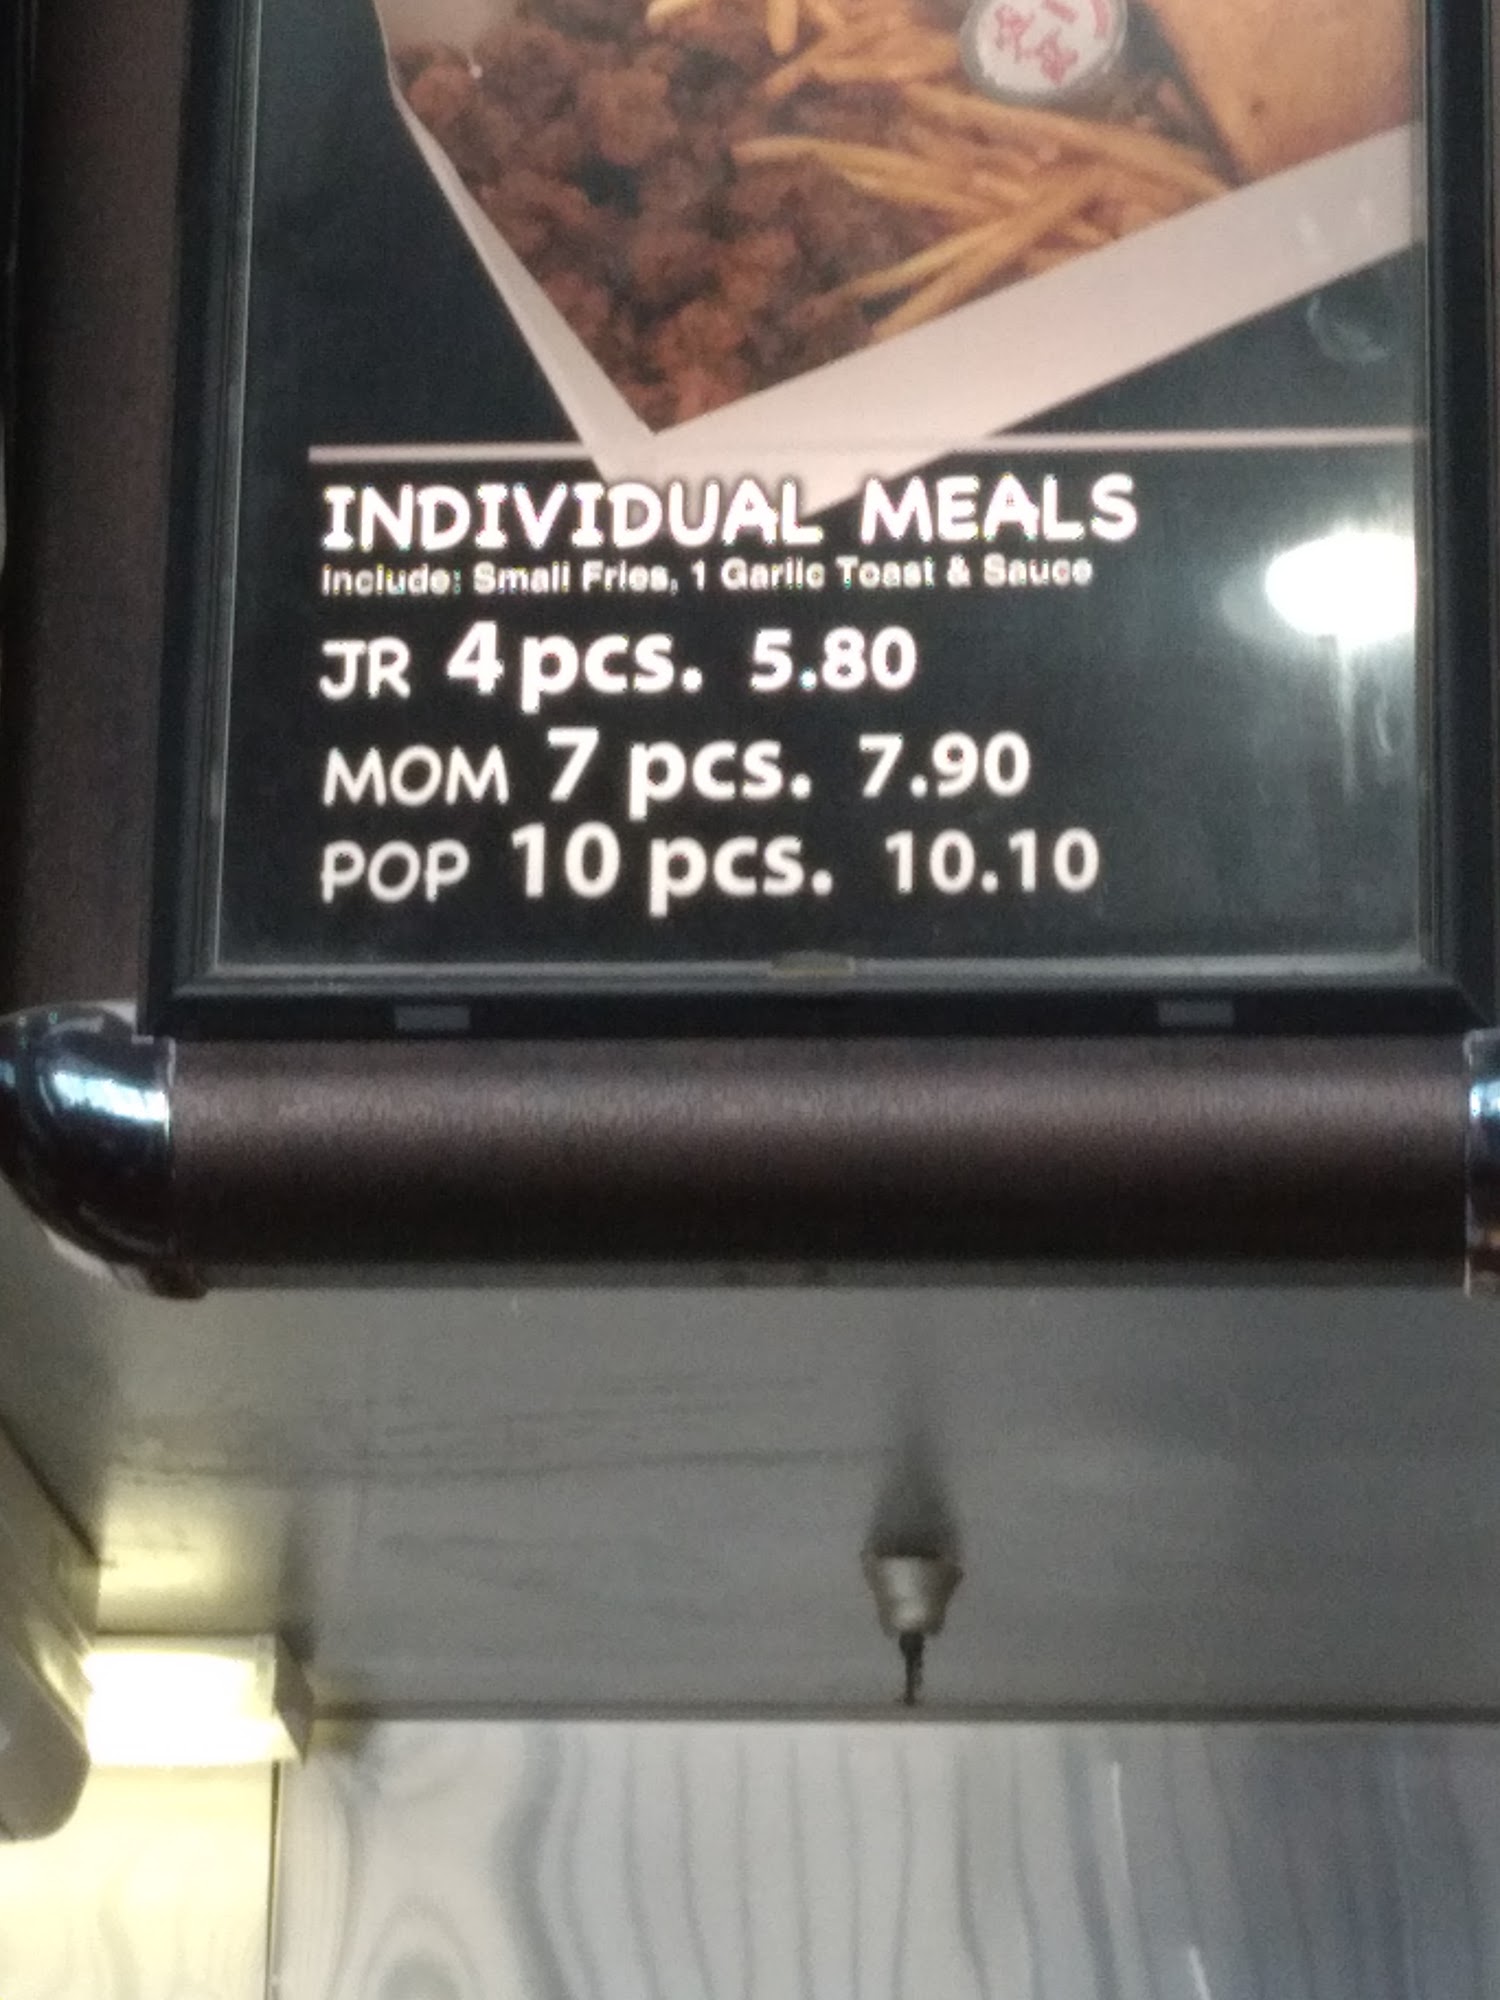 INDIVIDUAL MEALS
Include: Small Fries, 1 Garlic Toast & Sauce
JR 4 pcs. 5.80
MOM 7 pcs. 7.90
POP 10 pcs. 10.10